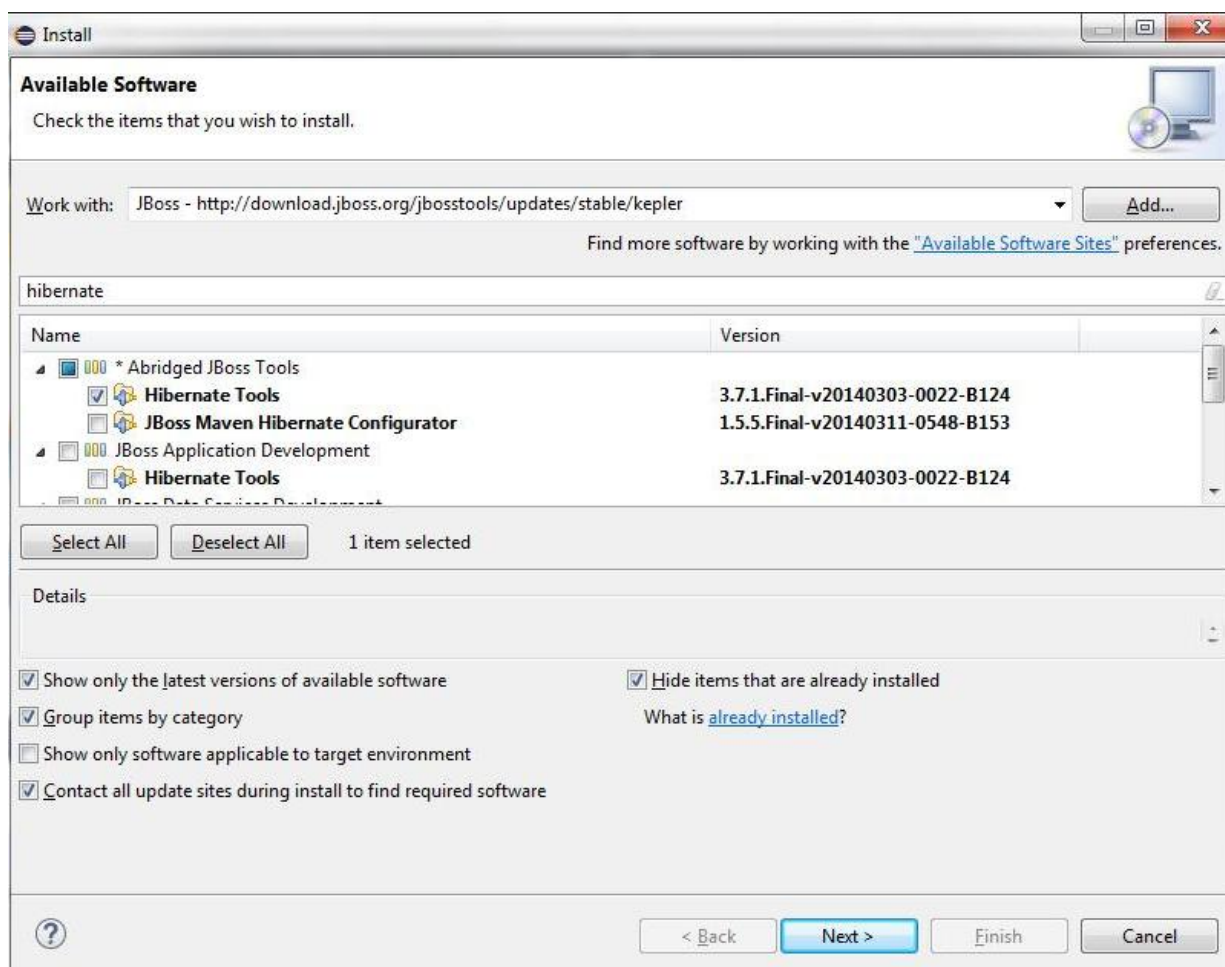 Install
Available Software
Check the items that you wish to install.
Work with: JBoss - http://download.jboss.org/jbosstools/updates/stable/kepler Add...
Find more software by working with the "Available Software Sites" preferences.
hibernate
Name Version
* Abridged JBoss Tools
Hibernate Tools 3.7.1.Final-v20140303-0022-B124
JBoss Maven Hibernate Configurator 1.5.5.Final-v20140311-0548-B153
JBoss Application Development
Hibernate Tools 3.7.1.Final-v20140303-0022-B124
JBoss Data Services Development
Select All Deselect All 1 item selected
Details
Show only the latest versions of available software Hide items that are already installed
Group items by category What is already installed?
Show only software applicable to target environment
Contact all update sites during install to find required software
< Back Next > Finish Cancel